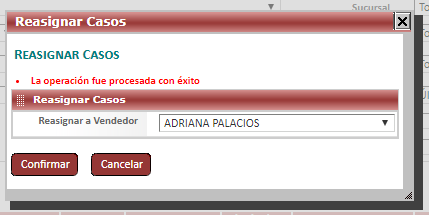 Sucursal
Reasignar Casos
REASIGNAR CASOS
La operación fue procesada con éxito
Reasignar Casos
Reasignar a Vendedor
ADRIANA PALACIOS
Confirmar
Cancelar